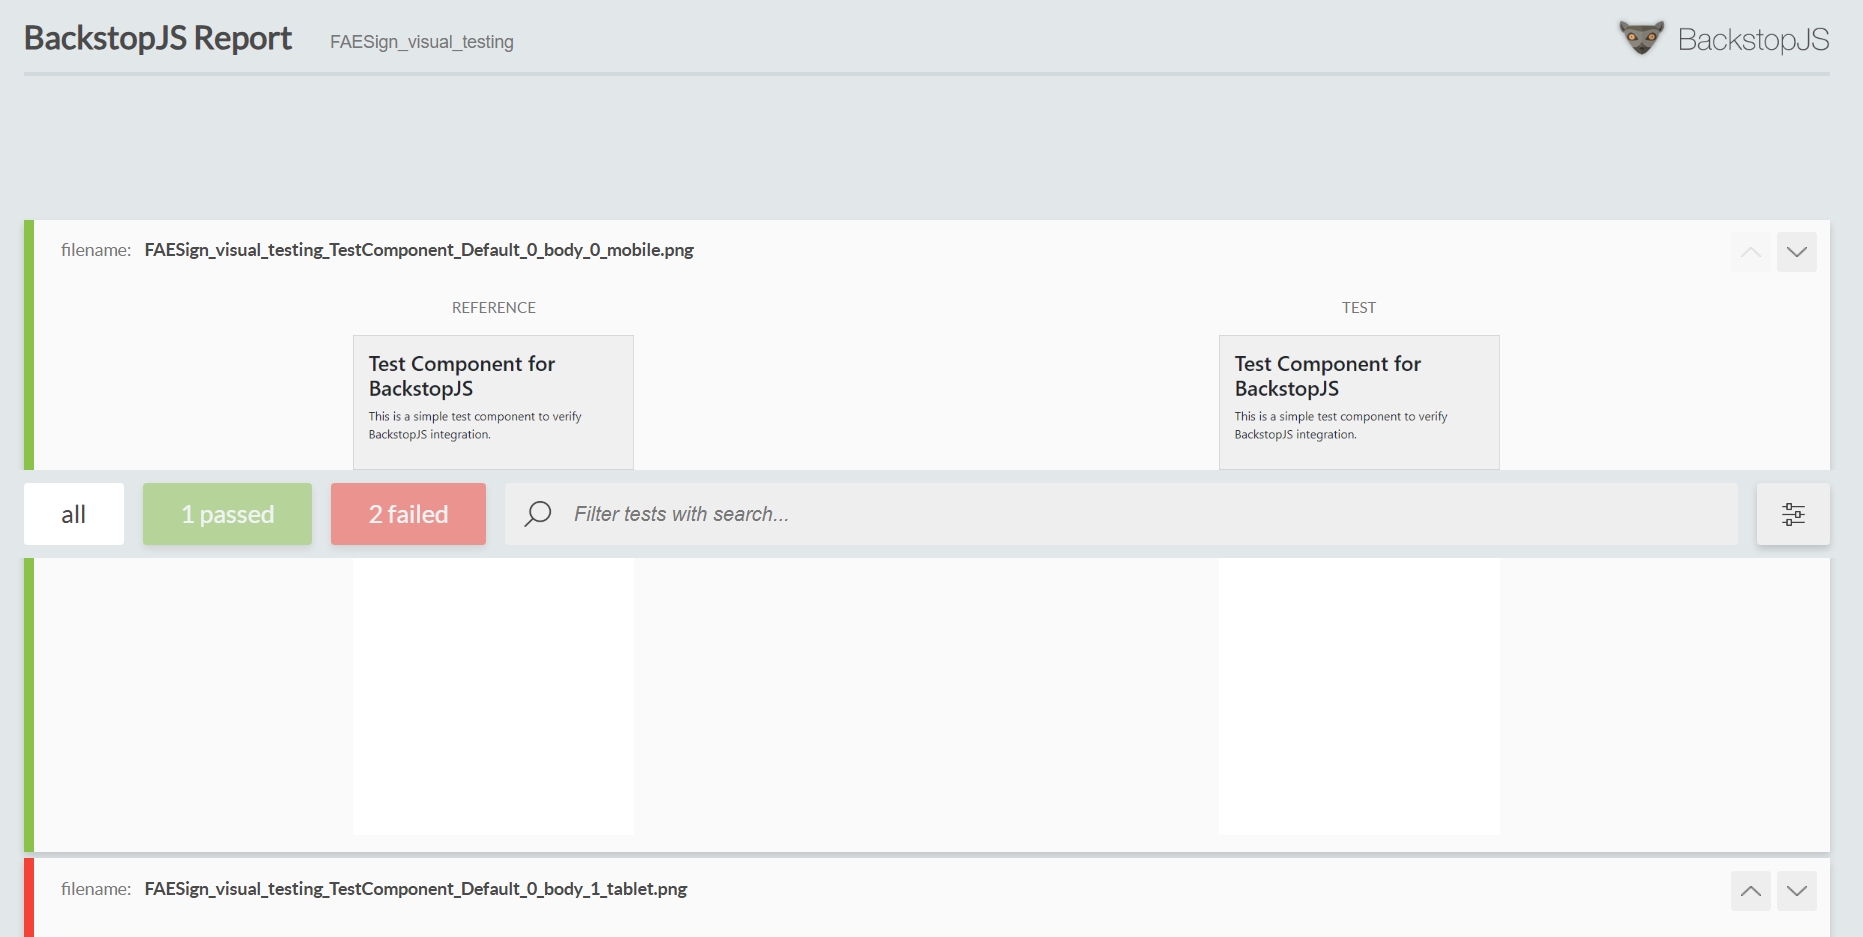 BackstopJS Report FAESign_visual_testing BackstopJS
filename: FAESign_visual_testing_TestComponent_Default_0_body_0_mobile.png
REFERENCE TEST
Test Component for
BackstopJS
This is a simple test component to verify
BackstopJS integration.
Test Component for
BackstopJS
This is a simple test component to verify
BackstopJS integration.
all 1 passed 2 failed Filter tests with search...
filename: FAESign_visual_testing_TestComponent_Default_0_body_1_tablet.png